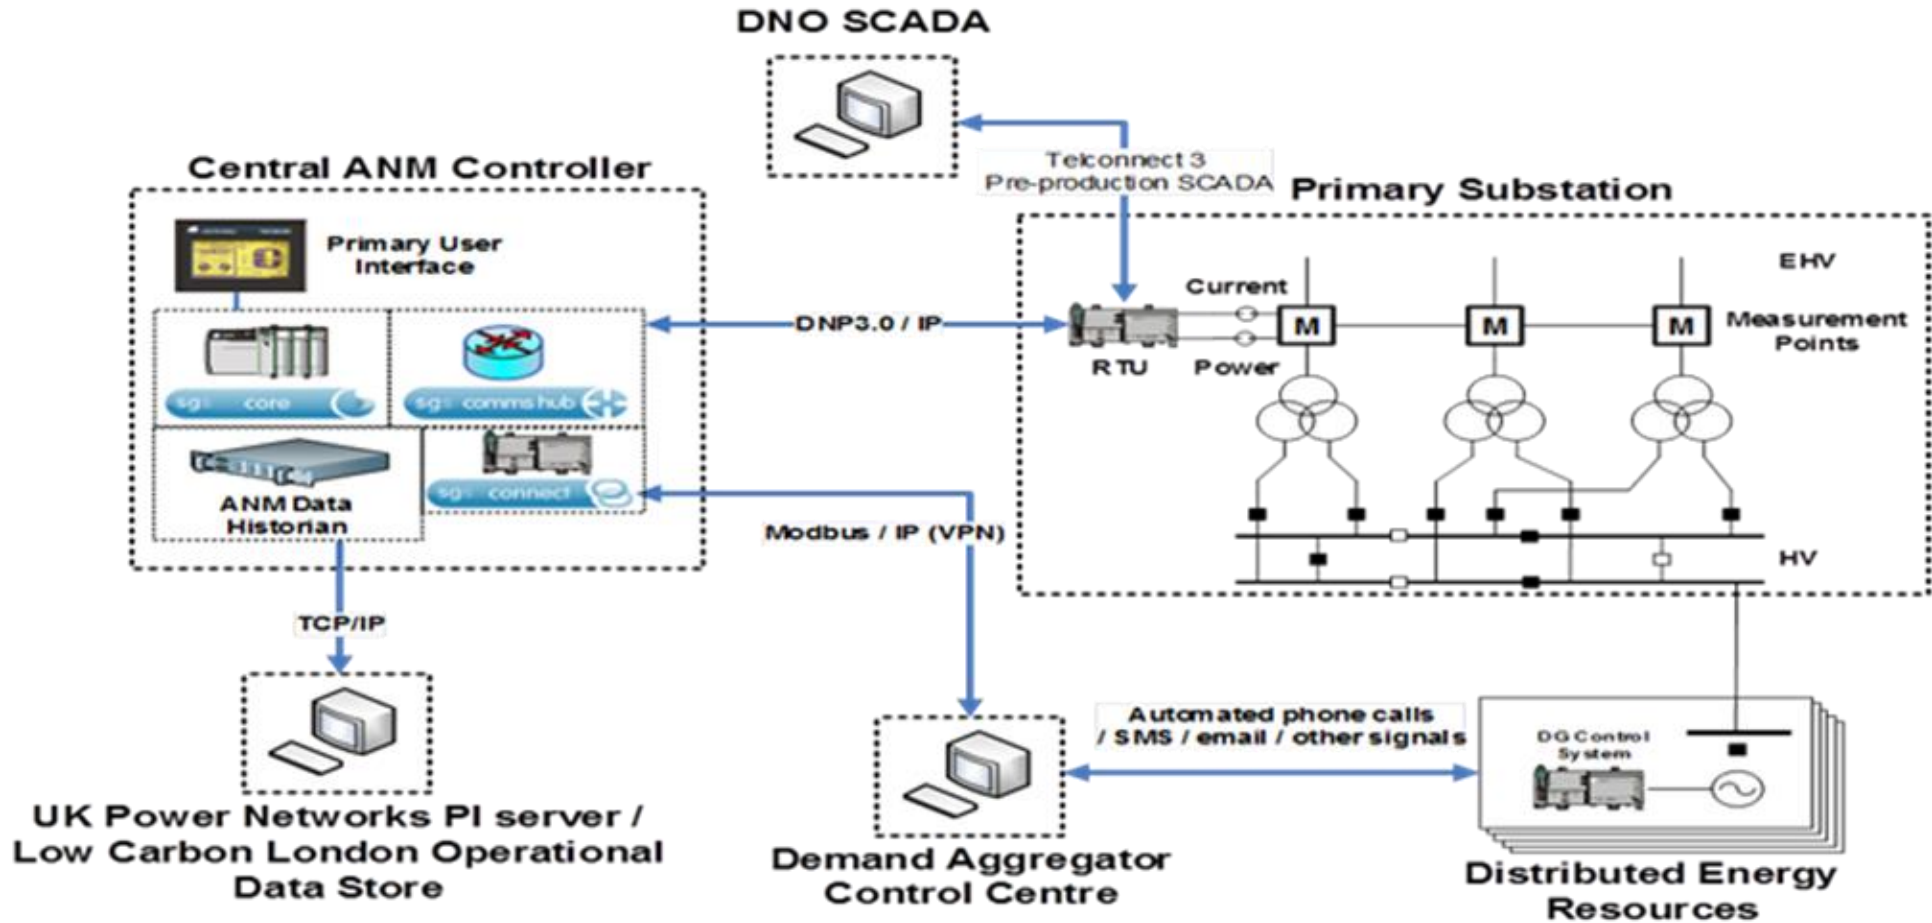 DNO SCADA
Central ANM Controller
Telconnect 3
Pre-production SCADA
Primary Substation
Primary User
Interface
EHV
Current
DNP3.0 / IP
M
M
M
Measurement
Points
RTU
Power
sgs core
sgs comms hub
sgs connect
ANM Data
Historian
Modbus / IP (VPN)
HV
TCP/IP
Automated phone calls
/ SMS / email / other signals
DG Control
System
UK Power Networks PI server /
Low Carbon London Operational
Data Store
Demand Aggregator
Control Centre
Distributed Energy
Resources